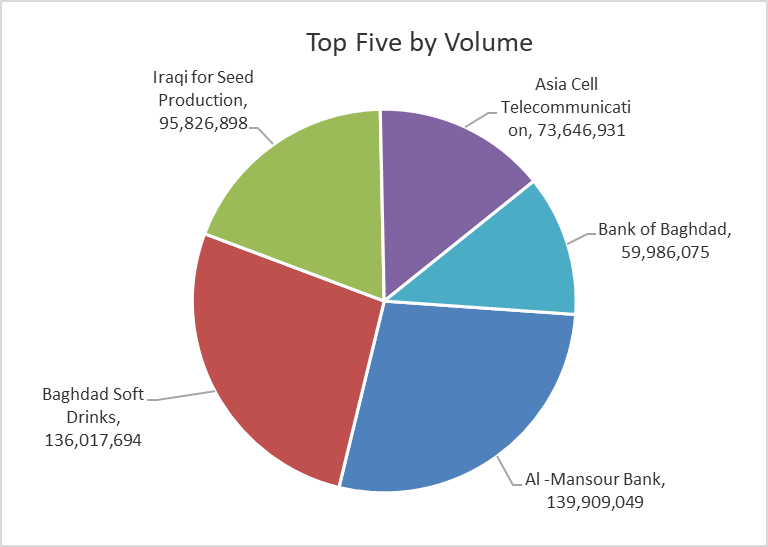 Top Five by Volume
Iraqi for Seed
Production,
95,826,898
Asia Cell
Telecommunicati
on, 73,646,931
Bank of Baghdad,
59,986,075
Baghdad Soft
Drinks,
136,017,694
Al -Mansour Bank,
139,909,049